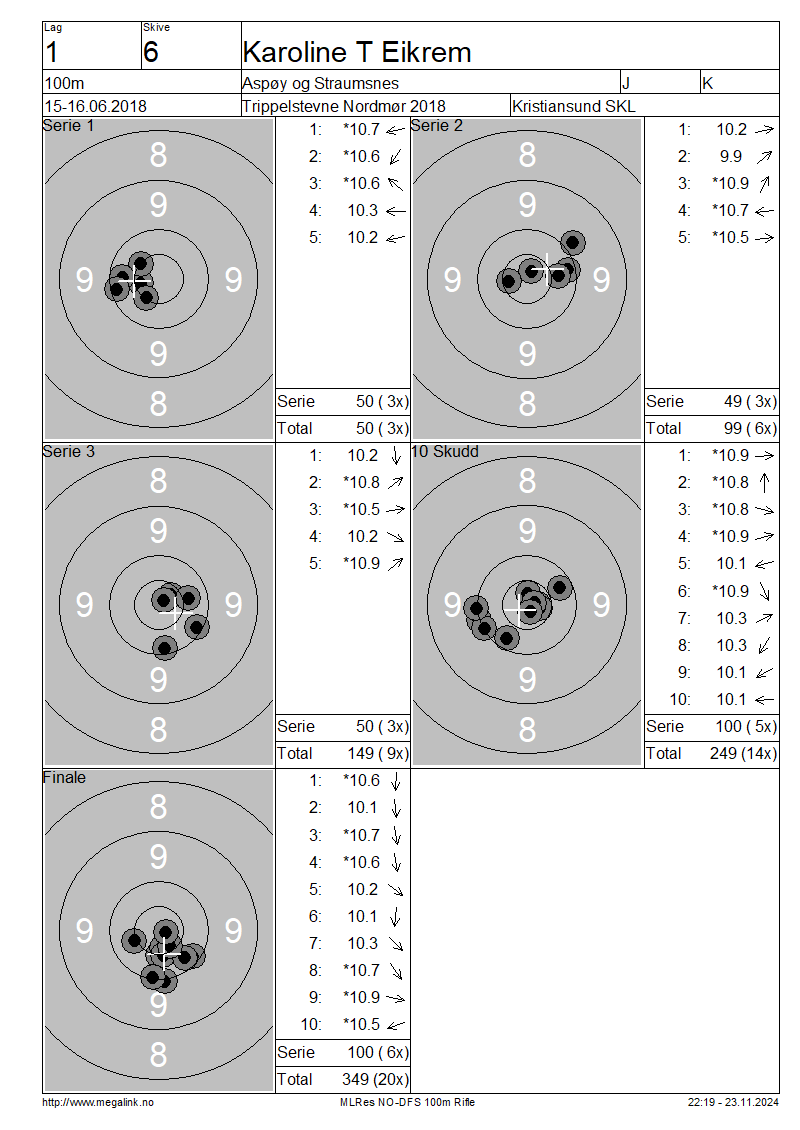 Lag
Skive
1
6
Karoline T Eikrem
100m
Aspøy og Straumsnes
J
K
15-16.06.2018
Trippelstevne Nordmør 2018
Kristiansund SKL
Serie 1
8
9
9
9
9
8
1: *10.7
2: *10.6
3: *10.6
4: 10.3
5: 10.2
Serie 50 ( 3x)
Total 50 ( 3x)
Serie 2
8
9
9
9
9
8
1: 10.2
2: 9.9
3: *10.9
4: *10.7
5: *10.5
Serie 49 ( 3x)
Total 99 ( 6x)
Serie 3
8
9
9
9
9
8
1: 10.2
2: *10.8
3: *10.5
4: 10.2
5: *10.9
Serie 50 ( 3x)
Total 149 ( 9x)
10 Skudd
8
9
9
9
9
8
1: *10.9
2: *10.8
3: *10.8
4: *10.9
5: 10.1
6: *10.9
7: 10.3
8: 10.3
9: 10.1
10: 10.1
Serie 100 ( 5x)
Total 249 (14x)
Finale
8
9
9
9
9
8
1: *10.6
2: 10.1
3: *10.7
4: *10.6
5: 10.2
6: 10.1
7: 10.3
8: *10.7
9: *10.9
10: *10.5
Serie 100 ( 6x)
Total 349 (20x)
http://www.megalink.no
MLRes NO-DFS 100m Rifle
22:19 - 23.11.2024